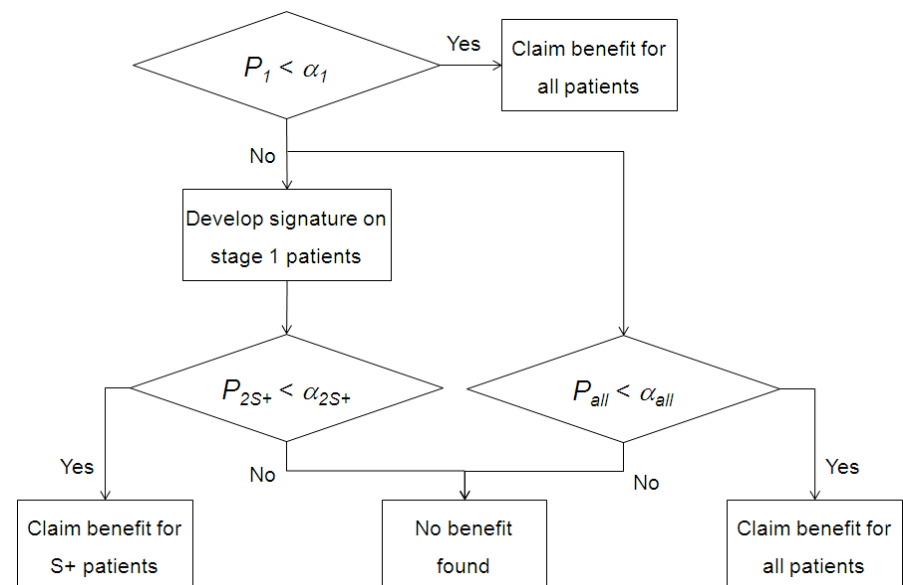 Yes
P1 < α1
Claim benefit for
all patients
No
Develop signature on
stage 1 patients
P2S+ < α2S+
Pall < αall
Yes
No
No
Yes
Claim benefit for
S+ patients
No benefit
found
Claim benefit for
all patients